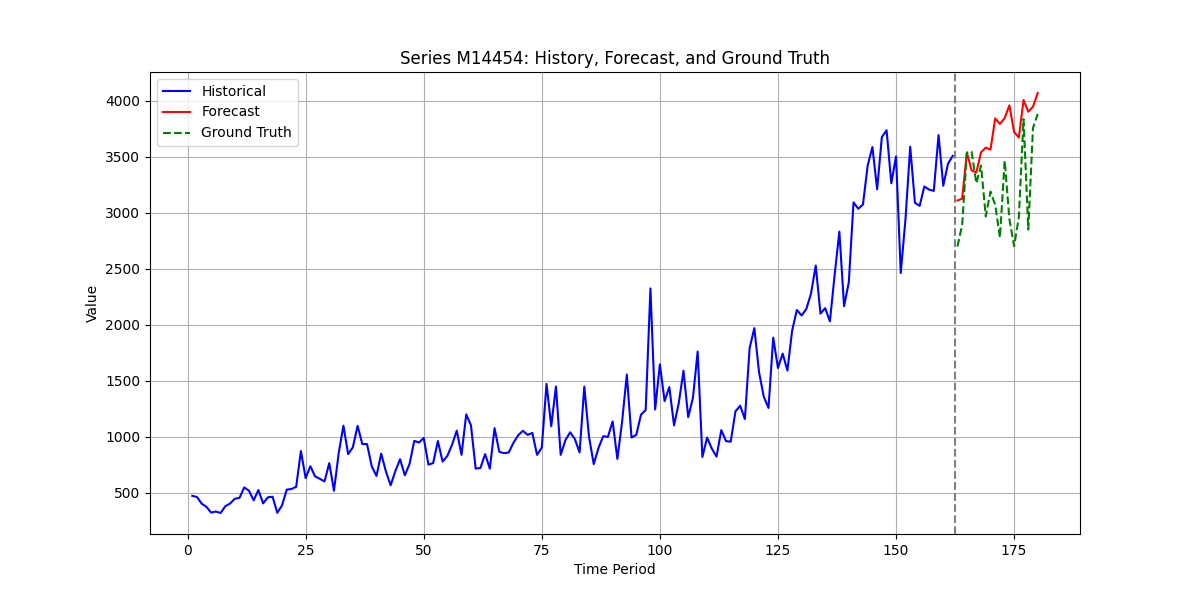 Series M14454: History, Forecast, and Ground Truth
Historical
Forecast
Ground Truth
4000
3500
3000
2500
2000
1500
1000
500
Value
0 25 50 75 100 125 150 175
Time Period